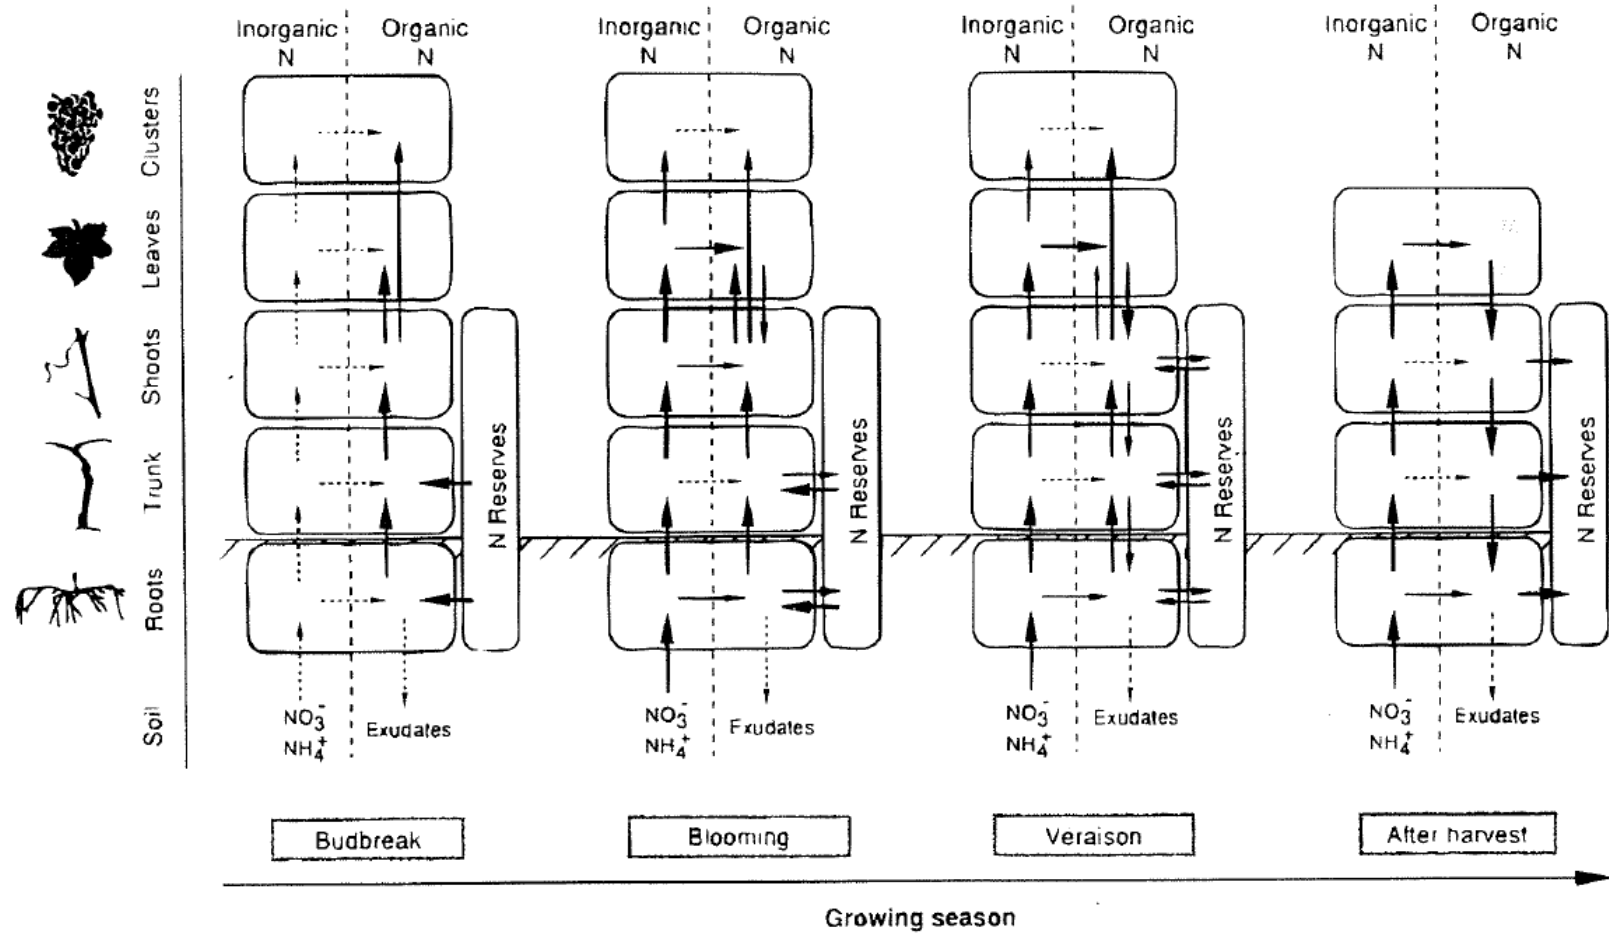 Inorganic Organic
N N
Inorganic Organic
N N
Inorganic Organic
N N
Inorganic Organic
N N
Clusters
Leaves
Shoots
Trunk
Roots
Soil
N Reserves
N Reserves
N Reserves
N Reserves
NO₃⁻
NH₄⁺
Exudates
NO₃⁻
NH₄⁺
Exudates
NO₃⁻
NH₄⁺
Exudates
NO₃⁻
NH₄⁺
Exudates
Budbreak
Blooming
Veraison
After harvest
Growing season